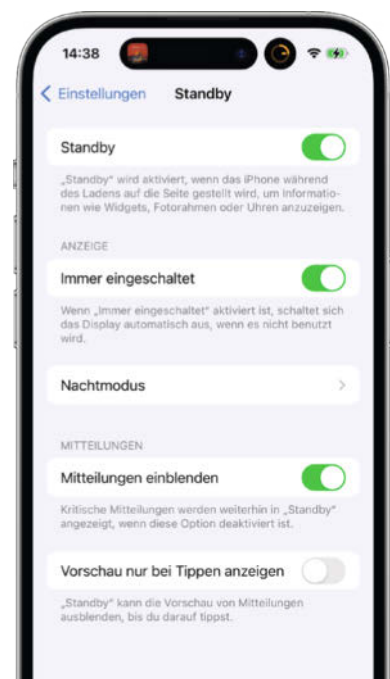 14:38
Einstellungen Standby
Standby
„Standby“ wird aktiviert, wenn das iPhone während
des Ladens auf die Seite gestellt wird, um Informatio-
nen wie Widgets, Fotorahmen oder Uhren anzuzeigen.
ANZEIGE
Immer eingeschaltet
Wenn „Immer eingeschaltet“ aktiviert ist, schaltet sich
das Display automatisch aus, wenn es nicht benutzt
wird.
Nachtmodus
MITTEILUNGEN
Mitteilungen einblenden
Kritische Mitteilungen werden weiterhin in „Standby“
angezeigt, wenn diese Option deaktiviert ist.
Vorschau nur bei Tippen anzeigen
„Standby“ kann die Vorschau von Mitteilungen
ausblenden, bis du darauf tippst.